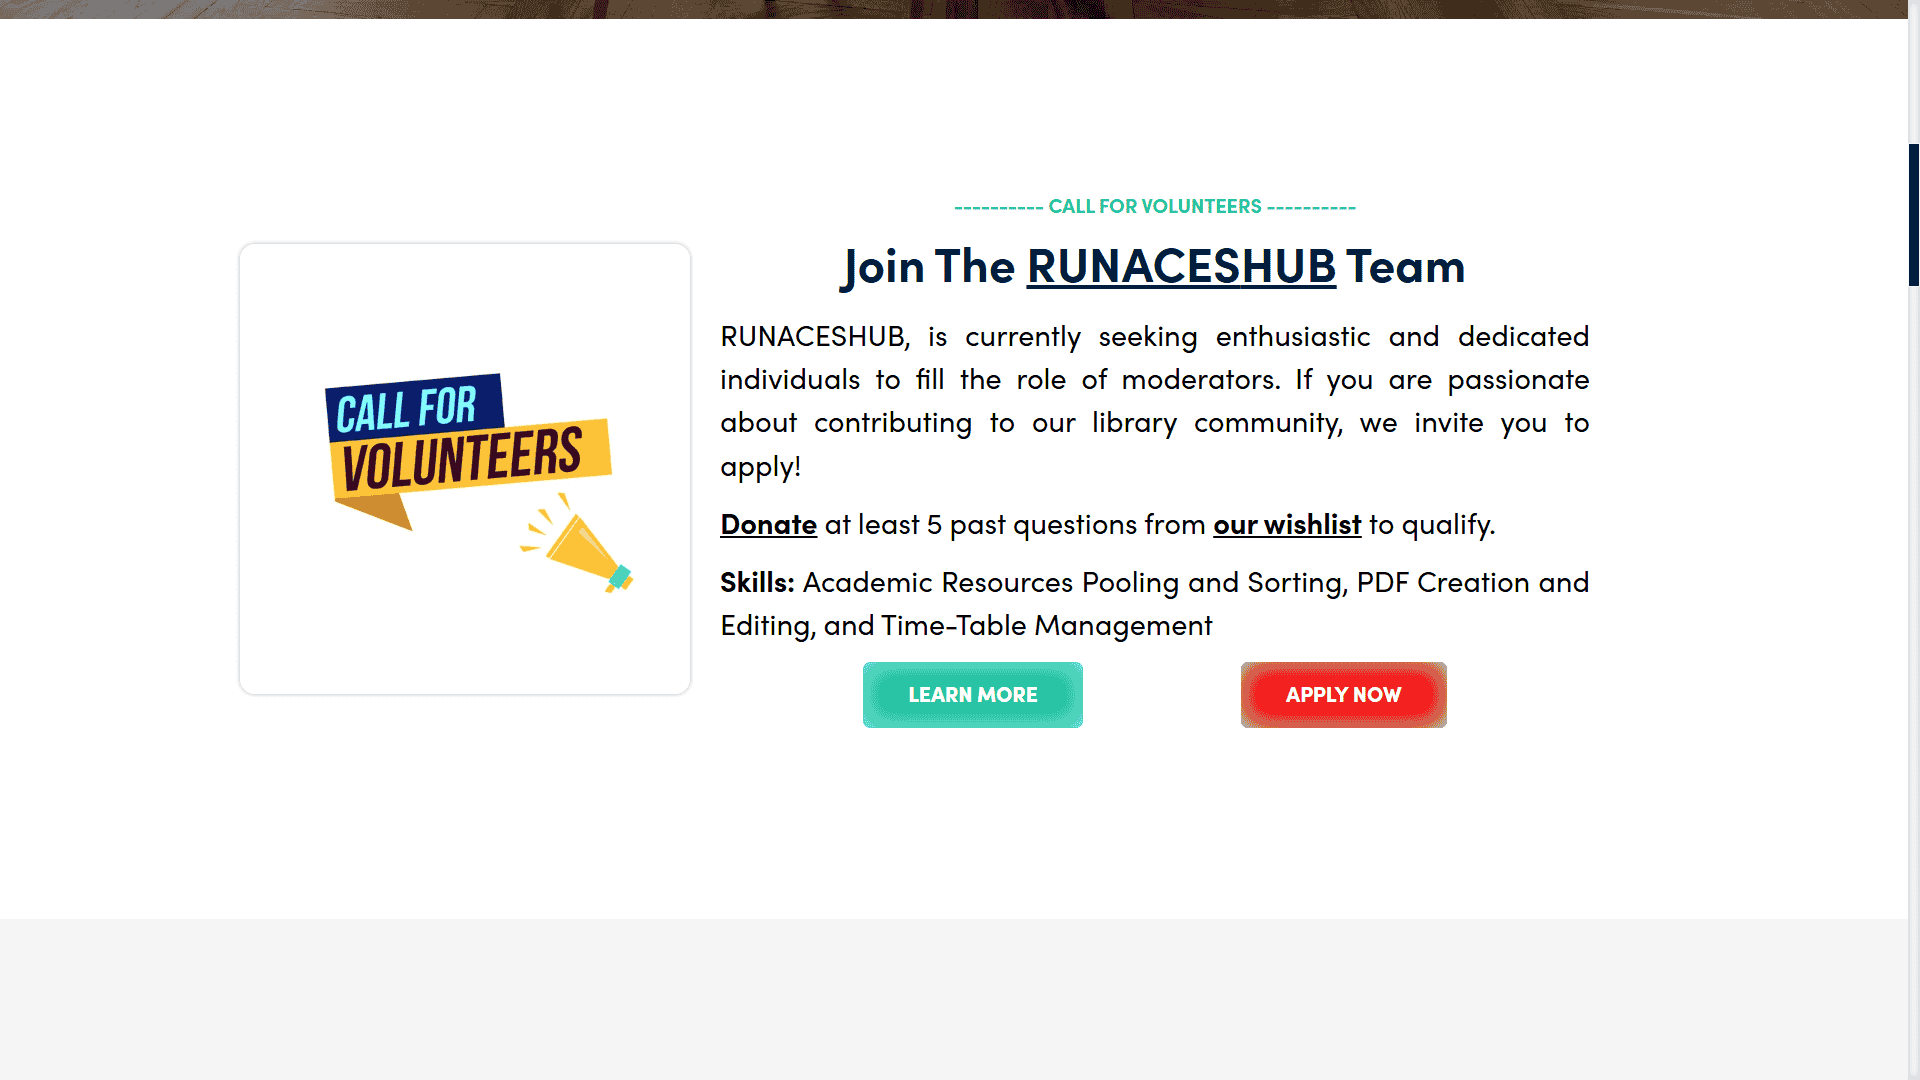 ---------- CALL FOR VOLUNTEERS ----------
Join The RUNACESHUB Team
CALL FOR
VOLUNTEERS
RUNACESHUB, is currently seeking enthusiastic and dedicated
individuals to fill the role of moderators. If you are passionate
about contributing to our library community, we invite you to
apply!
Donate at least 5 past questions from our wishlist to qualify.
Skills: Academic Resources Pooling and Sorting, PDF Creation and
Editing, and Time-Table Management
LEARN MORE
APPLY NOW